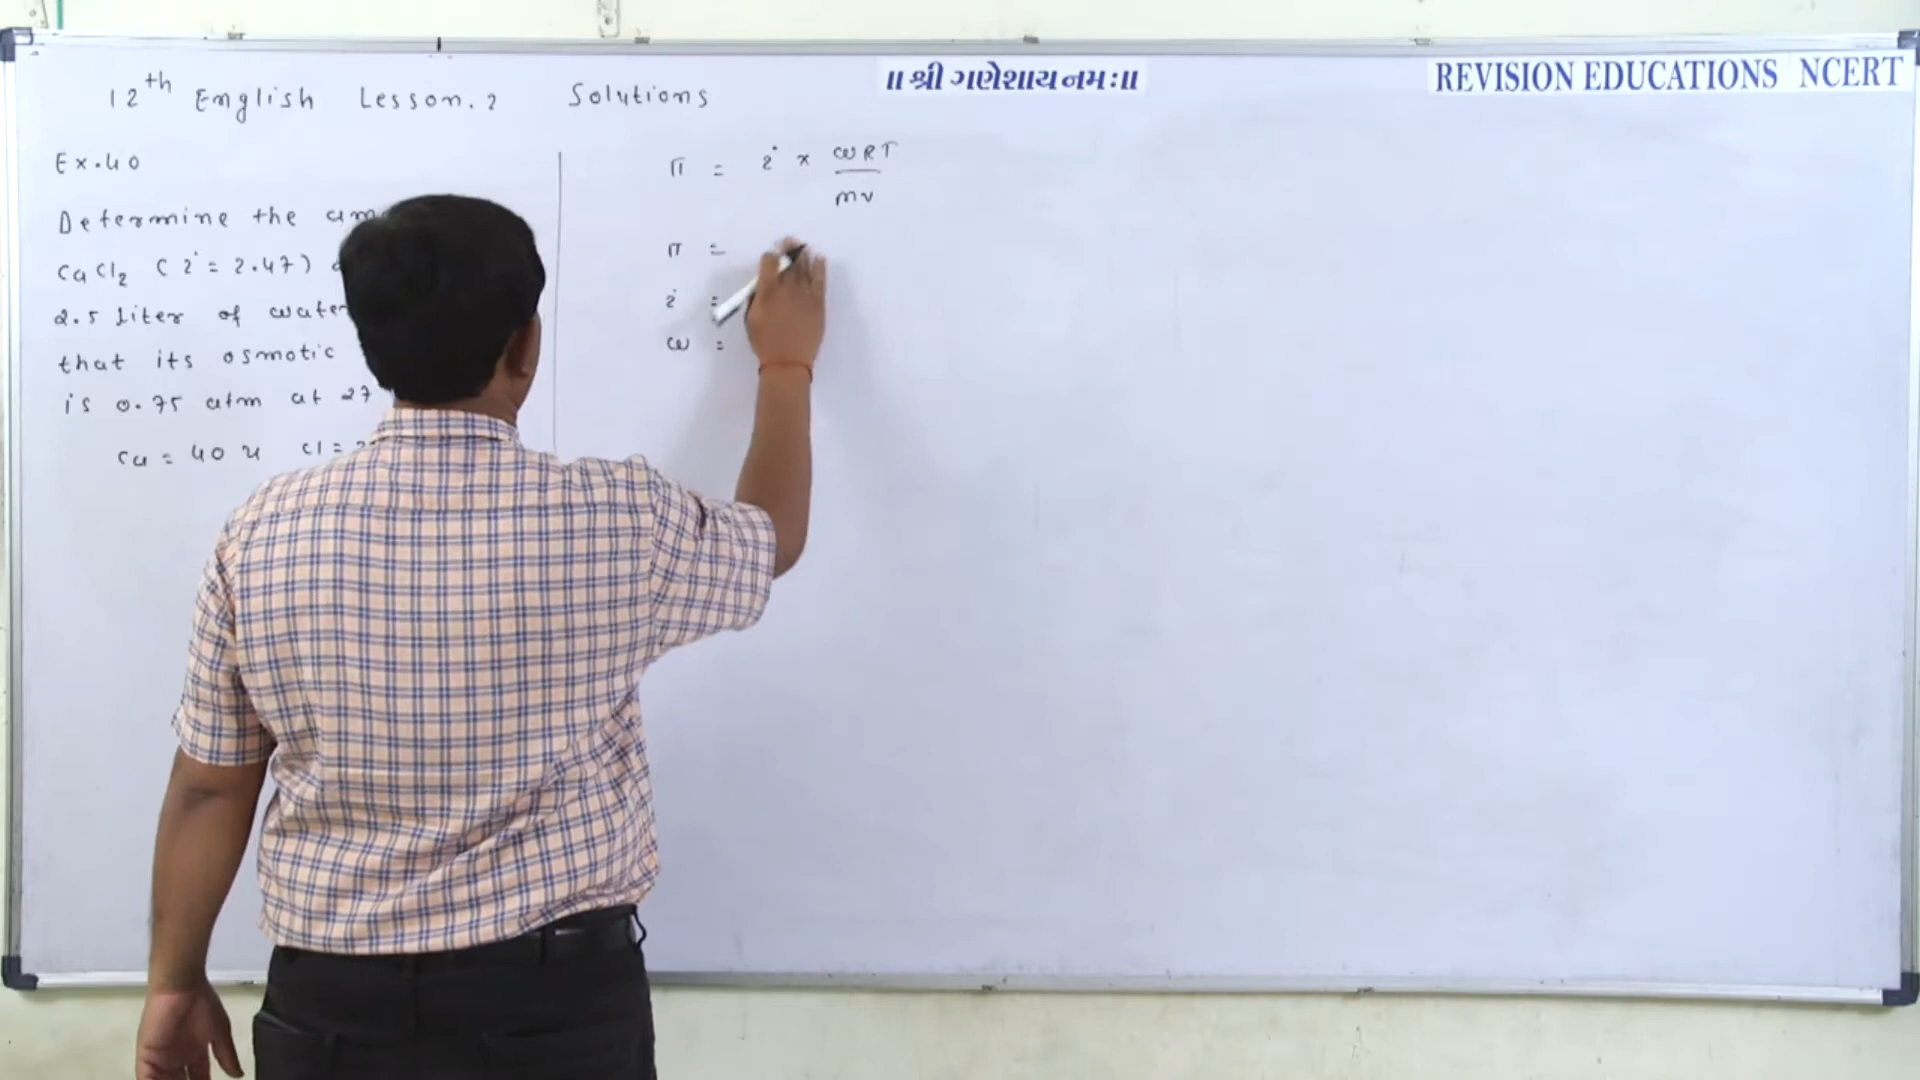 ॥ શ્રી ગણેશાય નમઃ ॥
REVISION EDUCATIONS NCERT
12th English Lesson.2 Solutions
Ex.40
Determine the
CaCl2 ( i = 2.47)
2.5 liter of water
that its osmotic
is 0.75 atm at 27
Ca = 40 u Cl =
π = i × wRT / mv
π =
i =
w =